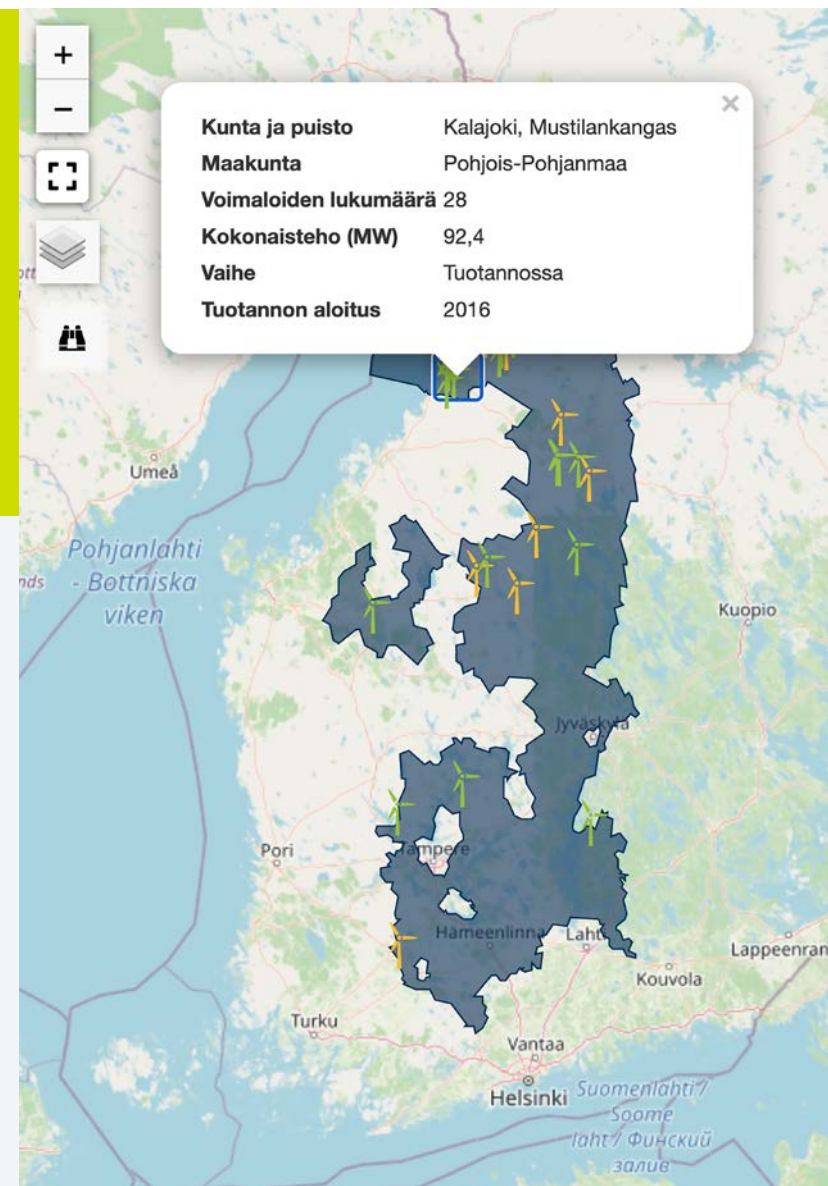 +
−
×
Kunta ja puisto Kalajoki, Mustilankangas
Maakunta Pohjois-Pohjanmaa
Voimaloiden lukumäärä 28
Kokonaisteho (MW) 92,4
Vaihe Tuotannossa
Tuotannon aloitus 2016
Umeå
Pohjanlahti
- Bottniska
viken
Kuopio
Jyväskylä
Pori
Tampere
Hämeenlinna
Lahti
Lappeenran
Kouvola
Turku
Vantaa
Helsinki
Suomenlahti /
Soome
laht / Финский
залив